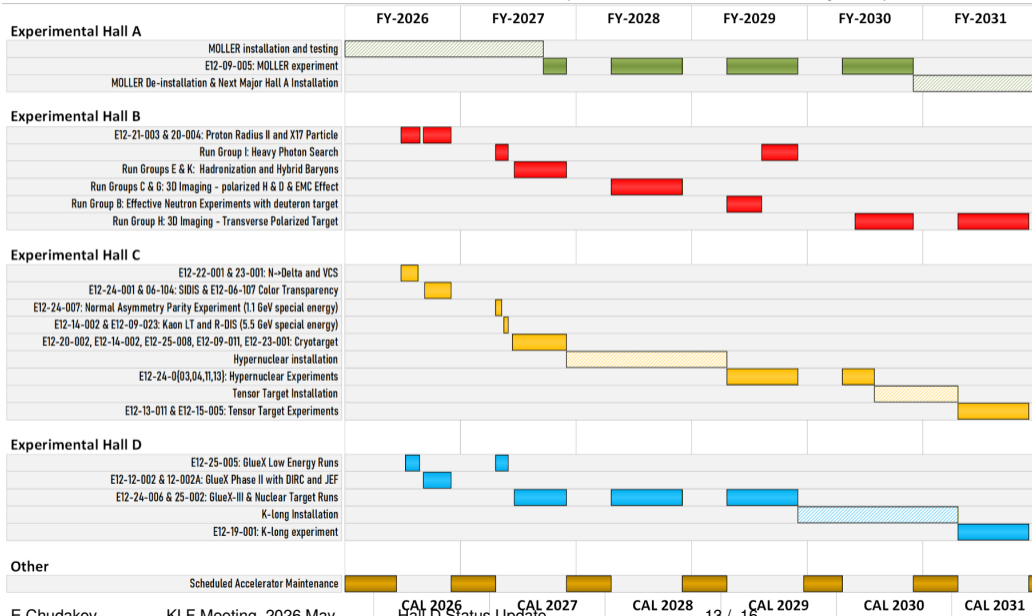 FY-2026 FY-2027 FY-2028 FY-2029 FY-2030 FY-2031
Experimental Hall A
MOLLER installation and testing
E12-09-005: MOLLER experiment
MOLLER De-installation & Next Major Hall A Installation
Experimental Hall B
E12-21-003 & 20-004: Proton Radius II and X17 Particle
Run Group I: Heavy Photon Search
Run Groups E & K: Hadronization and Hybrid Baryons
Run Groups C & G: 3D Imaging - polarized H & D & EMC Effect
Run Group B: Effective Neutron Experiments with deuteron target
Run Group H: 3D Imaging - Transverse Polarized Target
Experimental Hall C
E12-22-001 & 23-001: N->Delta and VCS
E12-24-001 & 06-104: SIDIS & E12-06-107 Color Transparency
E12-24-007: Normal Asymmetry Parity Experiment (1.1 GeV special energy)
E12-14-002 & E12-09-023: Kaon LT and R-DIS (5.5 GeV special energy)
E12-20-002, E12-14-002, E12-25-008, E12-09-011, E12-23-001: Cryotarget
Hypernuclear installation
E12-24-0{03,04,11,13}: Hypernuclear Experiments
Tensor Target Installation
E12-13-011 & E12-15-005: Tensor Target Experiments
Experimental Hall D
E12-25-005: GlueX Low Energy Runs
E12-12-002 & 12-002A: GlueX Phase II with DIRC and JEF
E12-24-006 & 25-002: GlueX-III & Nuclear Target Runs
K-long Installation
E12-19-001: K-long experiment
Other
Scheduled Accelerator Maintenance
CAL 2026 CAL 2027 CAL 2028 CAL 2029 CAL 2030 CAL 2031
E.Chudakov KLF Meeting, 2026 May Hall D Status Update 13 / 16